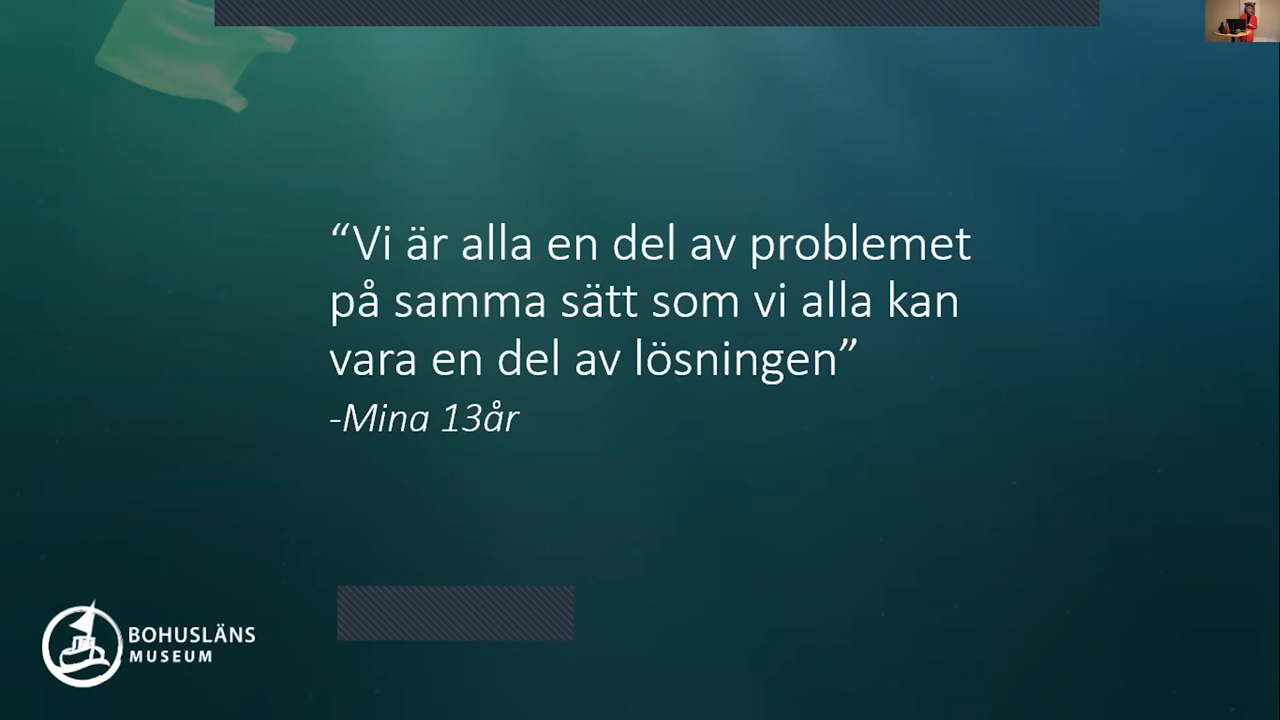 “Vi är alla en del av problemet
på samma sätt som vi alla kan
vara en del av lösningen”
-Mina 13år
BOHUSLÄNS
MUSEUM